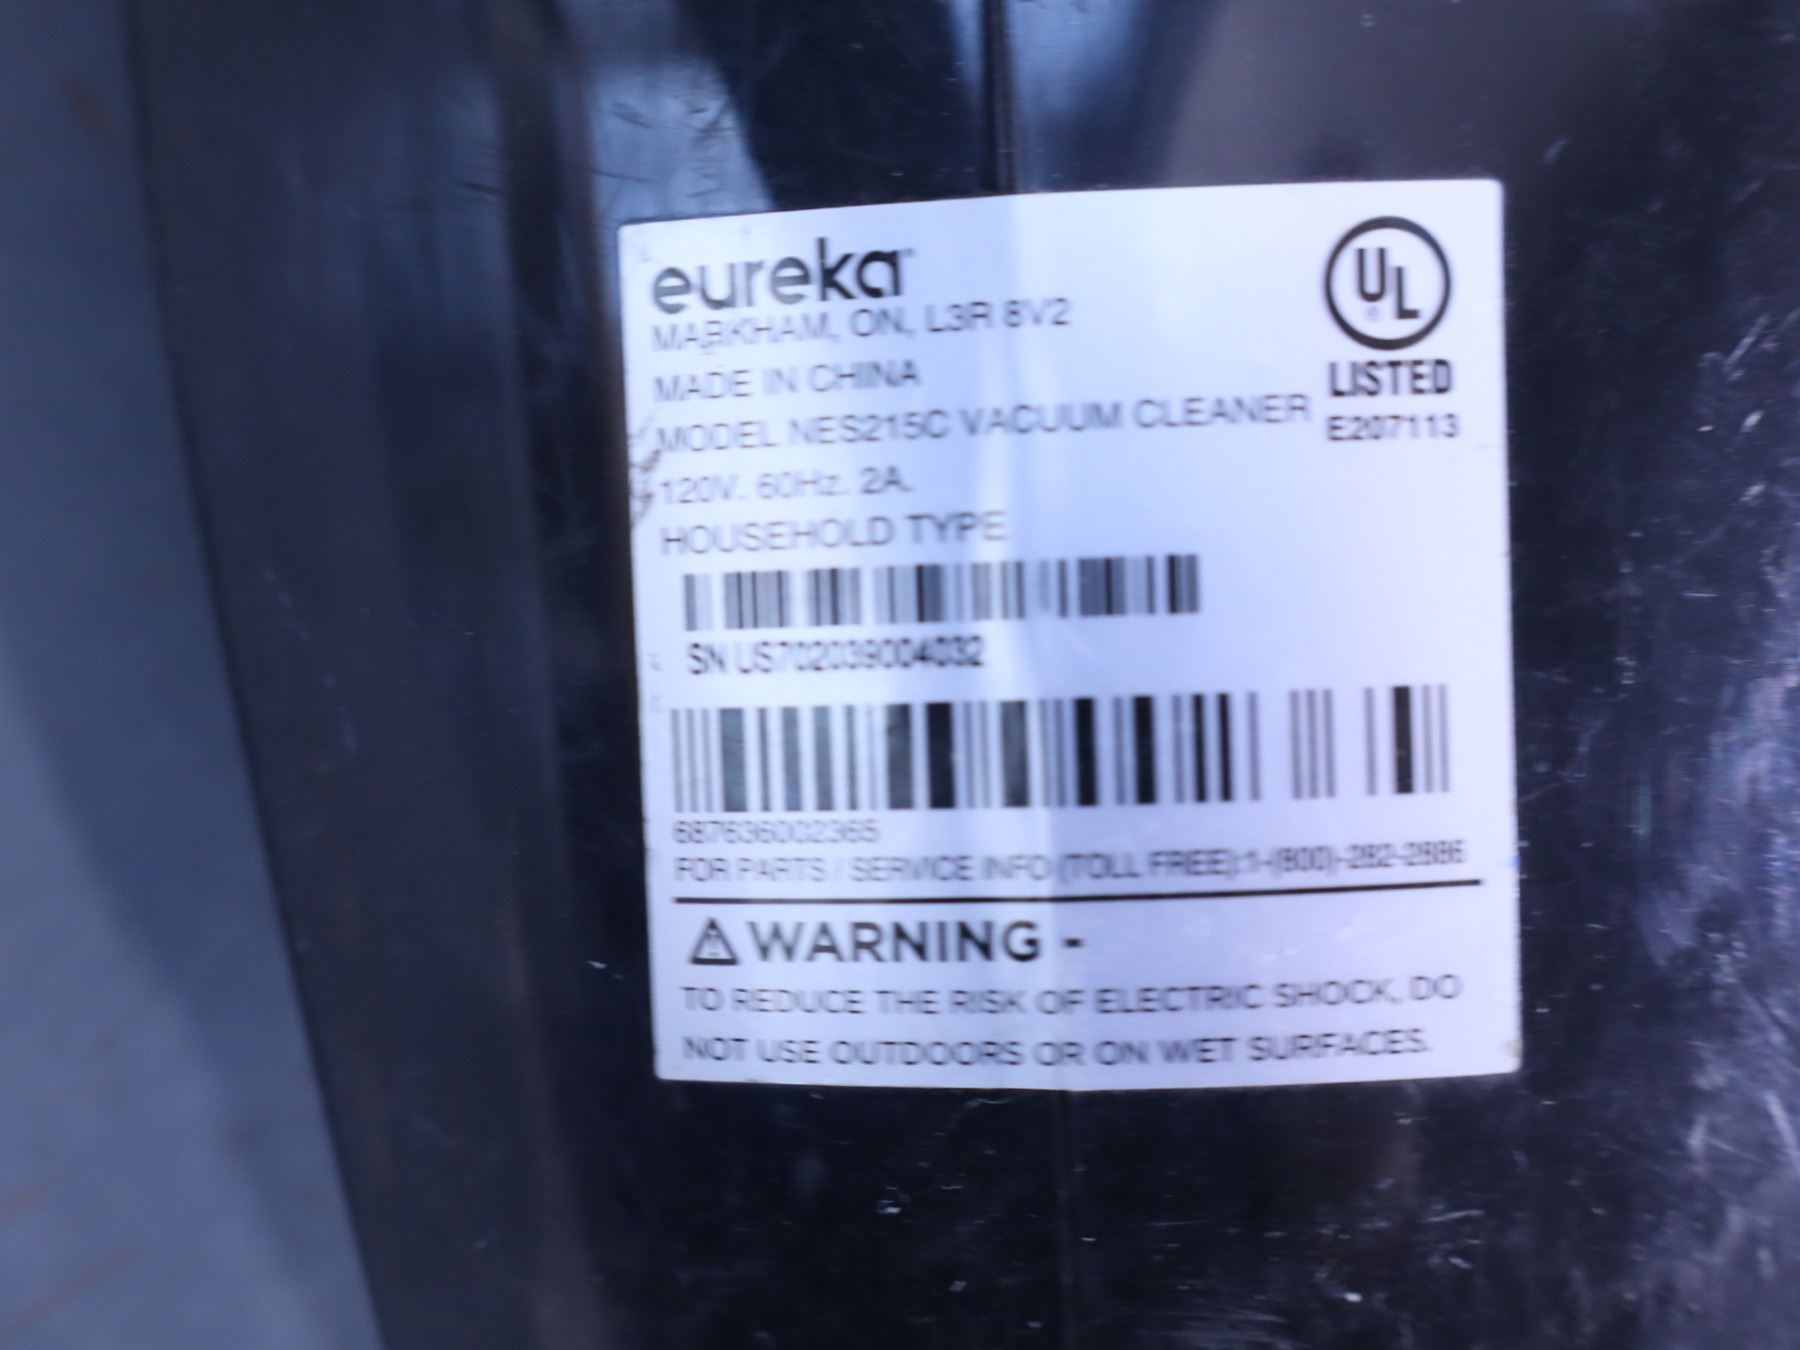 eureka
MARKHAM, ON, L3R 8V2
MADE IN CHINA
MODEL NES215C VACUUM CLEANER
120V. 60Hz. 2A.
HOUSEHOLD TYPE
UL
®
LISTED
E207113
SN US702039004032
687636002365
FOR PARTS / SERVICE INFO (TOLL FREE):1-(800)-282-2886
⚠ WARNING -
TO REDUCE THE RISK OF ELECTRIC SHOCK, DO
NOT USE OUTDOORS OR ON WET SURFACES.